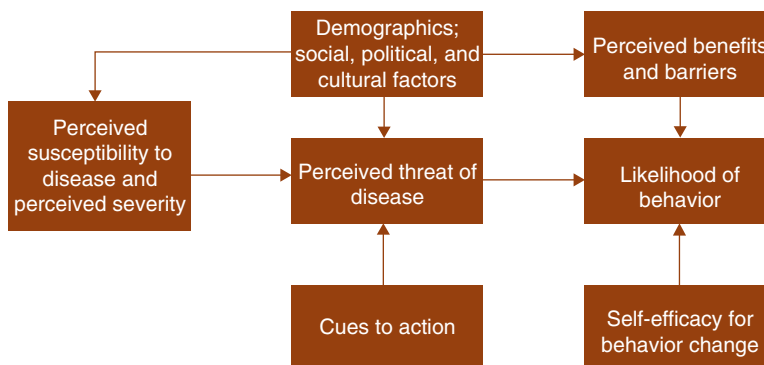 Demographics;
social, political, and
cultural factors
Perceived benefits
and barriers
Perceived
susceptibility to
disease and
perceived severity
Perceived threat of
disease
Likelihood of
behavior
Cues to action
Self-efficacy for
behavior change